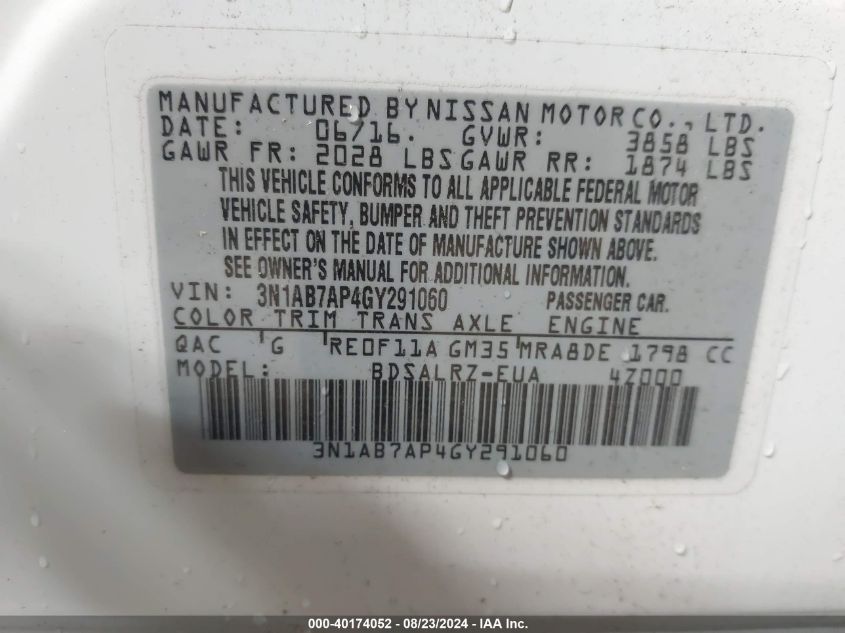 MANUFACTURED BY NISSAN MOTOR CO., LTD.
DATE: 06/16. GVWR: 3858 LBS
GAWR FR: 2028 LBS GAWR RR: 1874 LBS
THIS VEHICLE CONFORMS TO ALL APPLICABLE FEDERAL MOTOR
VEHICLE SAFETY, BUMPER AND THEFT PREVENTION STANDARDS
IN EFFECT ON THE DATE OF MANUFACTURE SHOWN ABOVE.
SEE OWNER'S MANUAL FOR ADDITIONAL INFORMATION.
VIN: 3N1AB7AP4GY291060 PASSENGER CAR.
COLOR TRIM TRANS AXLE ENGINE
QAC G RE0F11A GM35 MRA8DE 1798 CC
MODEL: BDSALRZ-EUA 4Z000
3N1AB7AP4GY291060
000-40174052 - 08/23/2024 - IAA Inc.